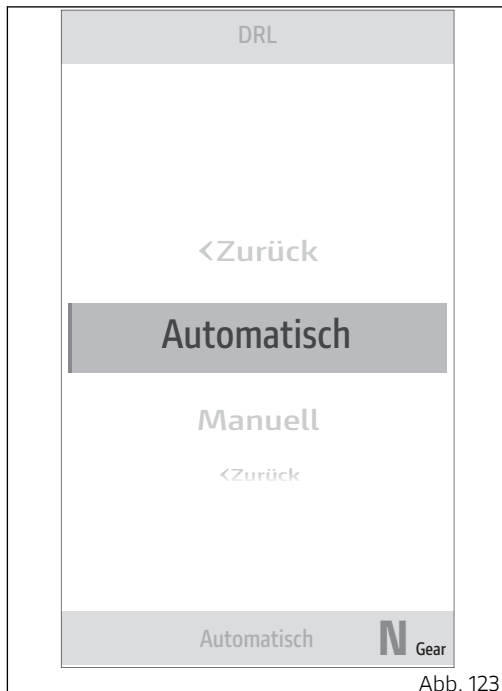 DRL
<Zurück
Automatisch
Manuell
<Zurück
Automatisch N Gear
Abb. 123